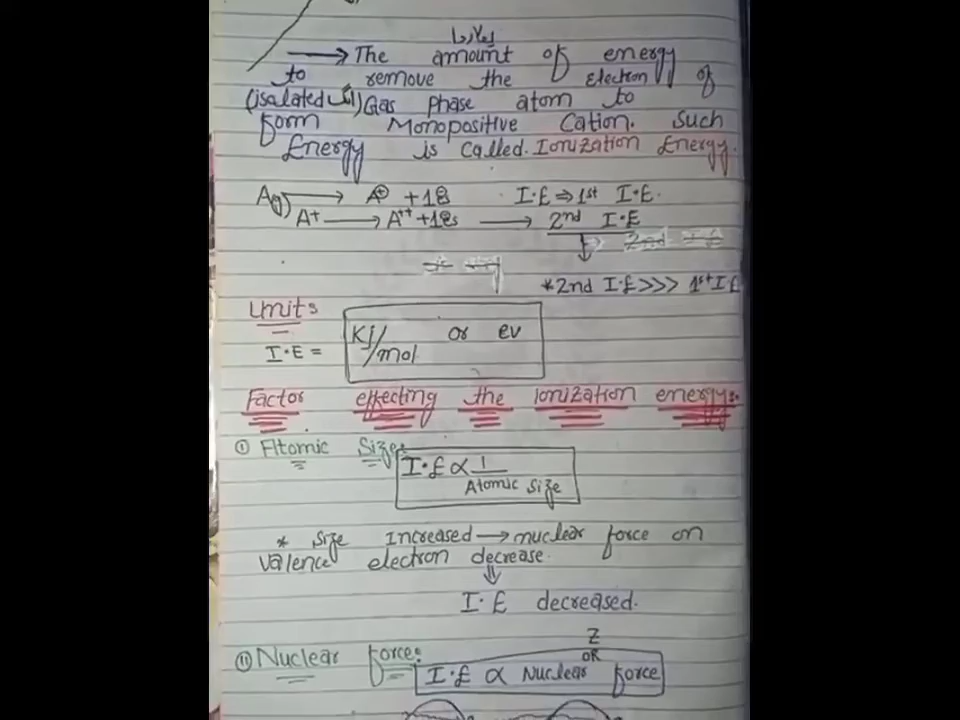 → The amount of energy
to remove the Electron of
(isalated) Gas phase atom to
form Monopositive Cation. Such
Energy is called. Ionization Energy.
A(g) → A⊕ + 1e I.E ⇒ 1st I.E.
A+ → A++ + 1es → 2nd I.E
*2nd I.E >>> 1st I.E
Units
I.E = KJ/mol or ev
Factor effecting the ionization energy:
① Atomic Size:
I.E ∝ 1/Atomic Size
* Size Increased → nuclear force on
valence electron decrease.
⇓
I.E decreased.
Z
OR
⑪ Nuclear force:
I.E ∝ Nuclear force